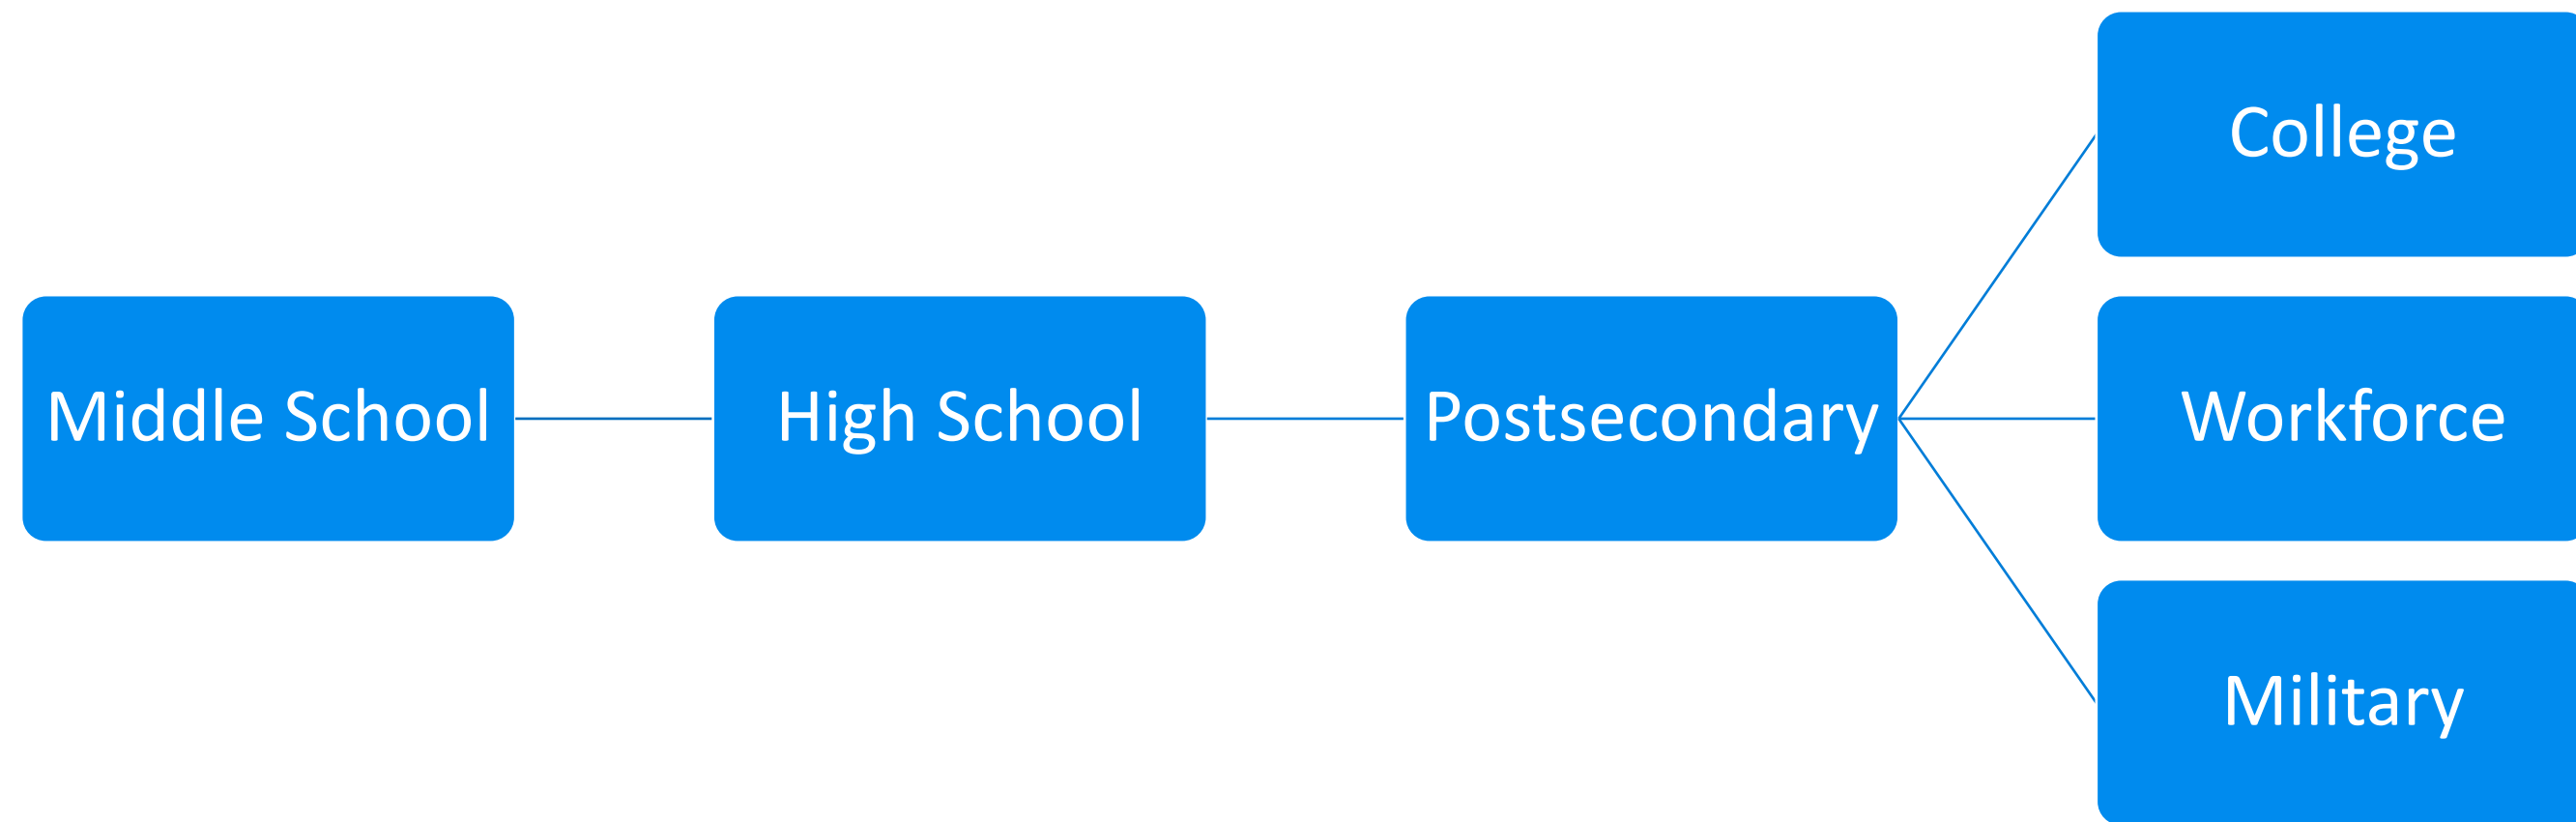 Middle School
High School
Postsecondary
College
Workforce
Military